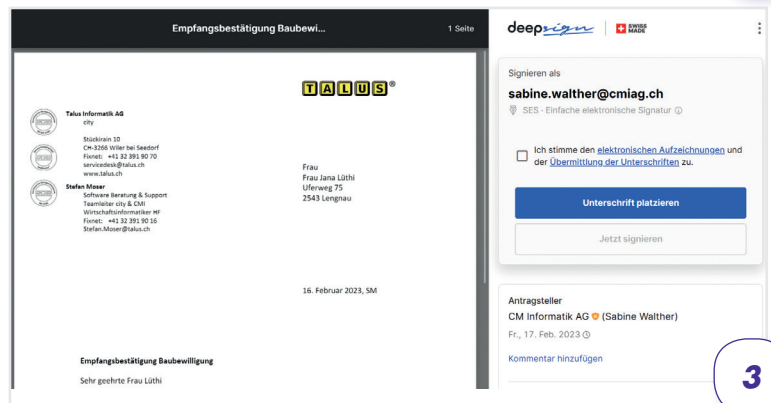 Empfangsbestätigung Baubewi...
1 Seite
TALUS®
Talus Informatik AG
city
Stückirain 10
CH-3266 Wiler bei Seedorf
Fixnet: +41 32 391 90 70
servicedesk@talus.ch
www.talus.ch
Stefan Moser
Software Beratung & Support
Teamleiter city & CMI
Wirtschaftsinformatiker HF
Fixnet: +41 32 391 90 16
Stefan.Moser@talus.ch
Frau
Frau Jana Lüthi
Uferweg 75
2543 Lengnau
16. Februar 2023, SM
Empfangsbestätigung Baubewilligung
Sehr geehrte Frau Lüthi
deepsign
SWISS
MADE
Signieren als
sabine.walther@cmiag.ch
SES - Einfache elektronische Signatur
Ich stimme den elektronischen Aufzeichnungen und
der Übermittlung der Unterschriften zu.
Unterschrift platzieren
Jetzt signieren
Antragsteller
CM Informatik AG (Sabine Walther)
Fr., 17. Feb. 2023
Kommentar hinzufügen
3